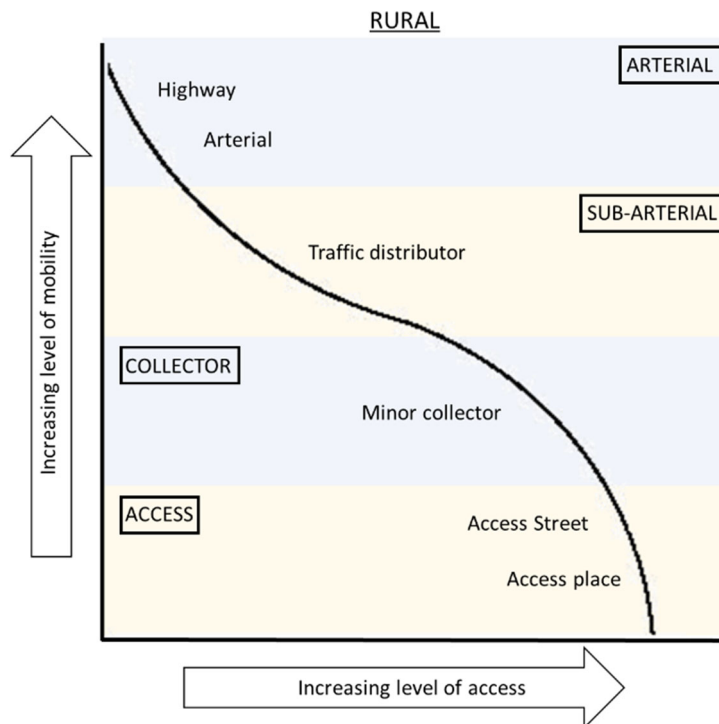 RURAL
ARTERIAL
Highway
Arterial
SUB-ARTERIAL
Traffic distributor
COLLECTOR
Minor collector
ACCESS
Access Street
Access place
Increasing level of mobility
Increasing level of access